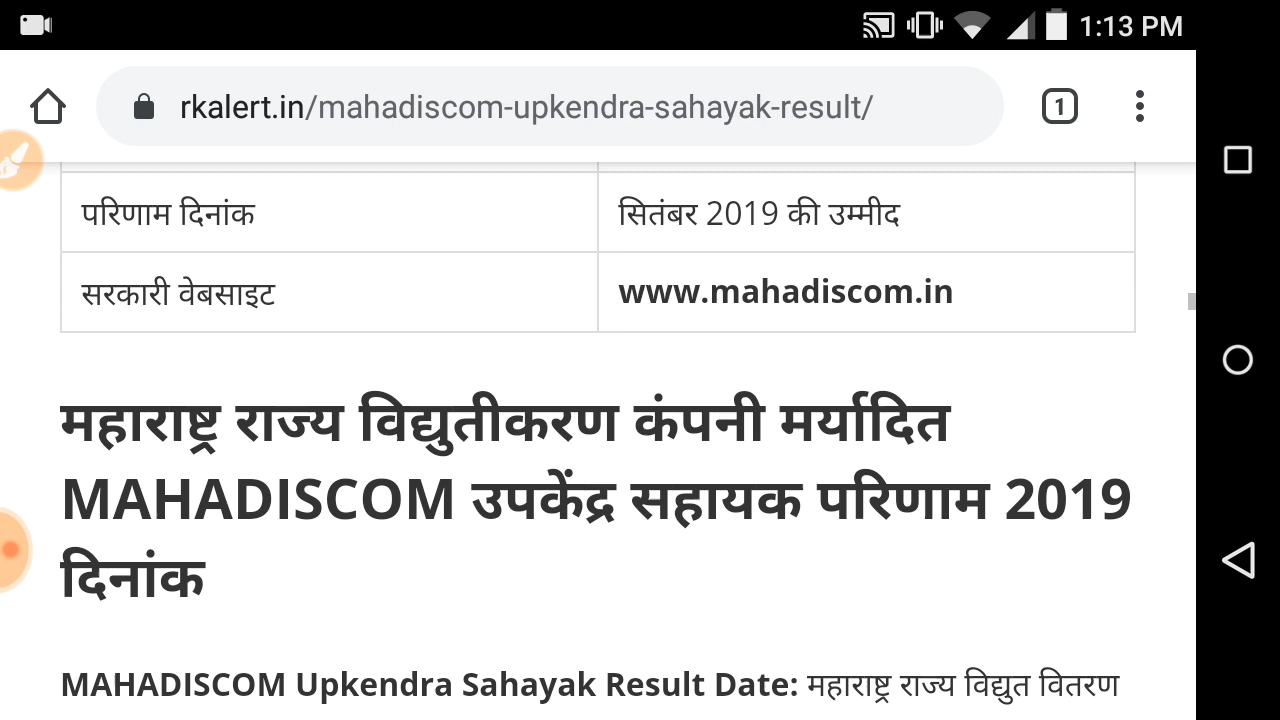 1:13 PM
rkalert.in/mahadiscom-upkendra-sahayak-result/
1
परिणाम दिनांक
सितंबर 2019 की उम्मीद
सरकारी वेबसाइट
www.mahadiscom.in
महाराष्ट्र राज्य विद्युतीकरण कंपनी मर्यादित
MAHADISCOM उपकेंद्र सहायक परिणाम 2019
दिनांक
MAHADISCOM Upkendra Sahayak Result Date: महाराष्ट्र राज्य विद्युत वितरण